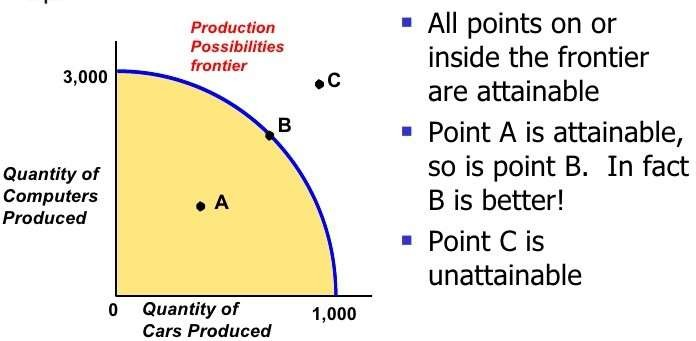 Production
Possibilities
frontier
3,000
C
B
A
Quantity of
Computers
Produced
0
Quantity of
Cars Produced
1,000
All points on or
inside the frontier
are attainable
Point A is attainable,
so is point B. In fact
B is better!
Point C is
unattainable